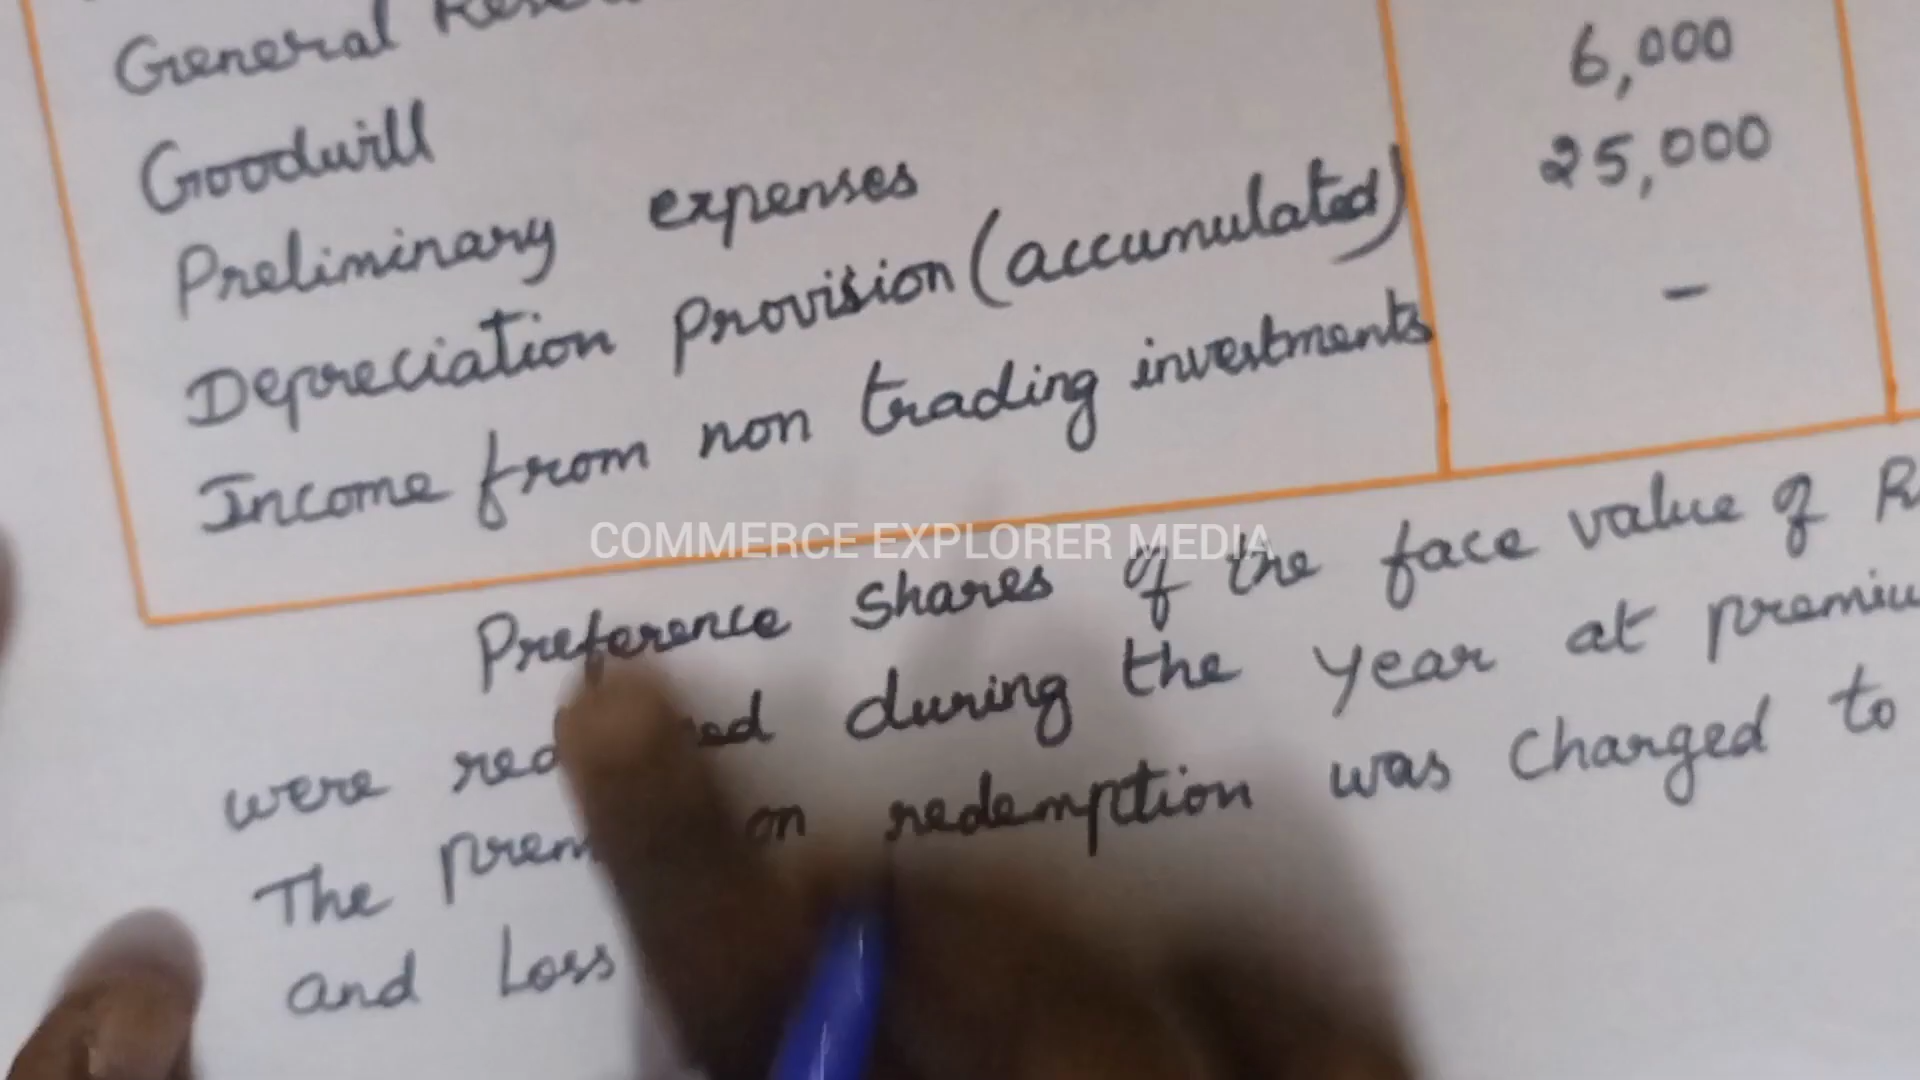 General
6,000
Goodwill
25,000
Preliminary expenses
Depreciation provision (accumulated)
-
Income from non trading investments
COMMERCE EXPLORER MEDIA
Preference shares of the face value of
were during the year at
The on redemption was charged to
and Loss